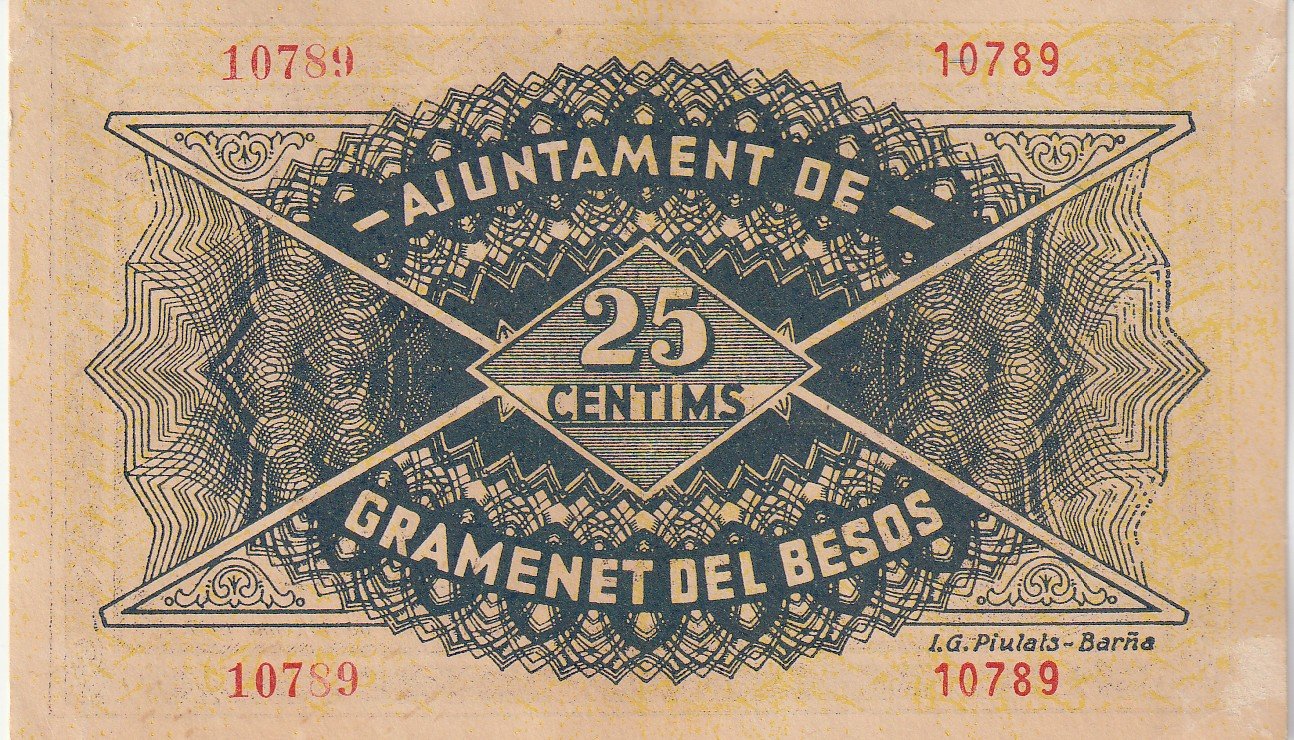 10789 10789
- AJUNTAMENT DE -
25
CENTIMS
GRAMENET DEL BESOS
I. G. Piulats - Barña
10789 10789